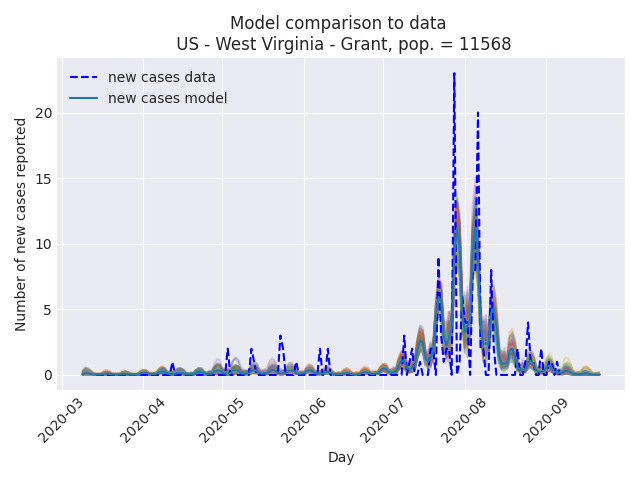 Model comparison to data
US - West Virginia - Grant, pop. = 11568
new cases data
new cases model
Number of new cases reported
20
15
10
5
0
2020-03
2020-04
2020-05
2020-06
2020-07
2020-08
2020-09
Day